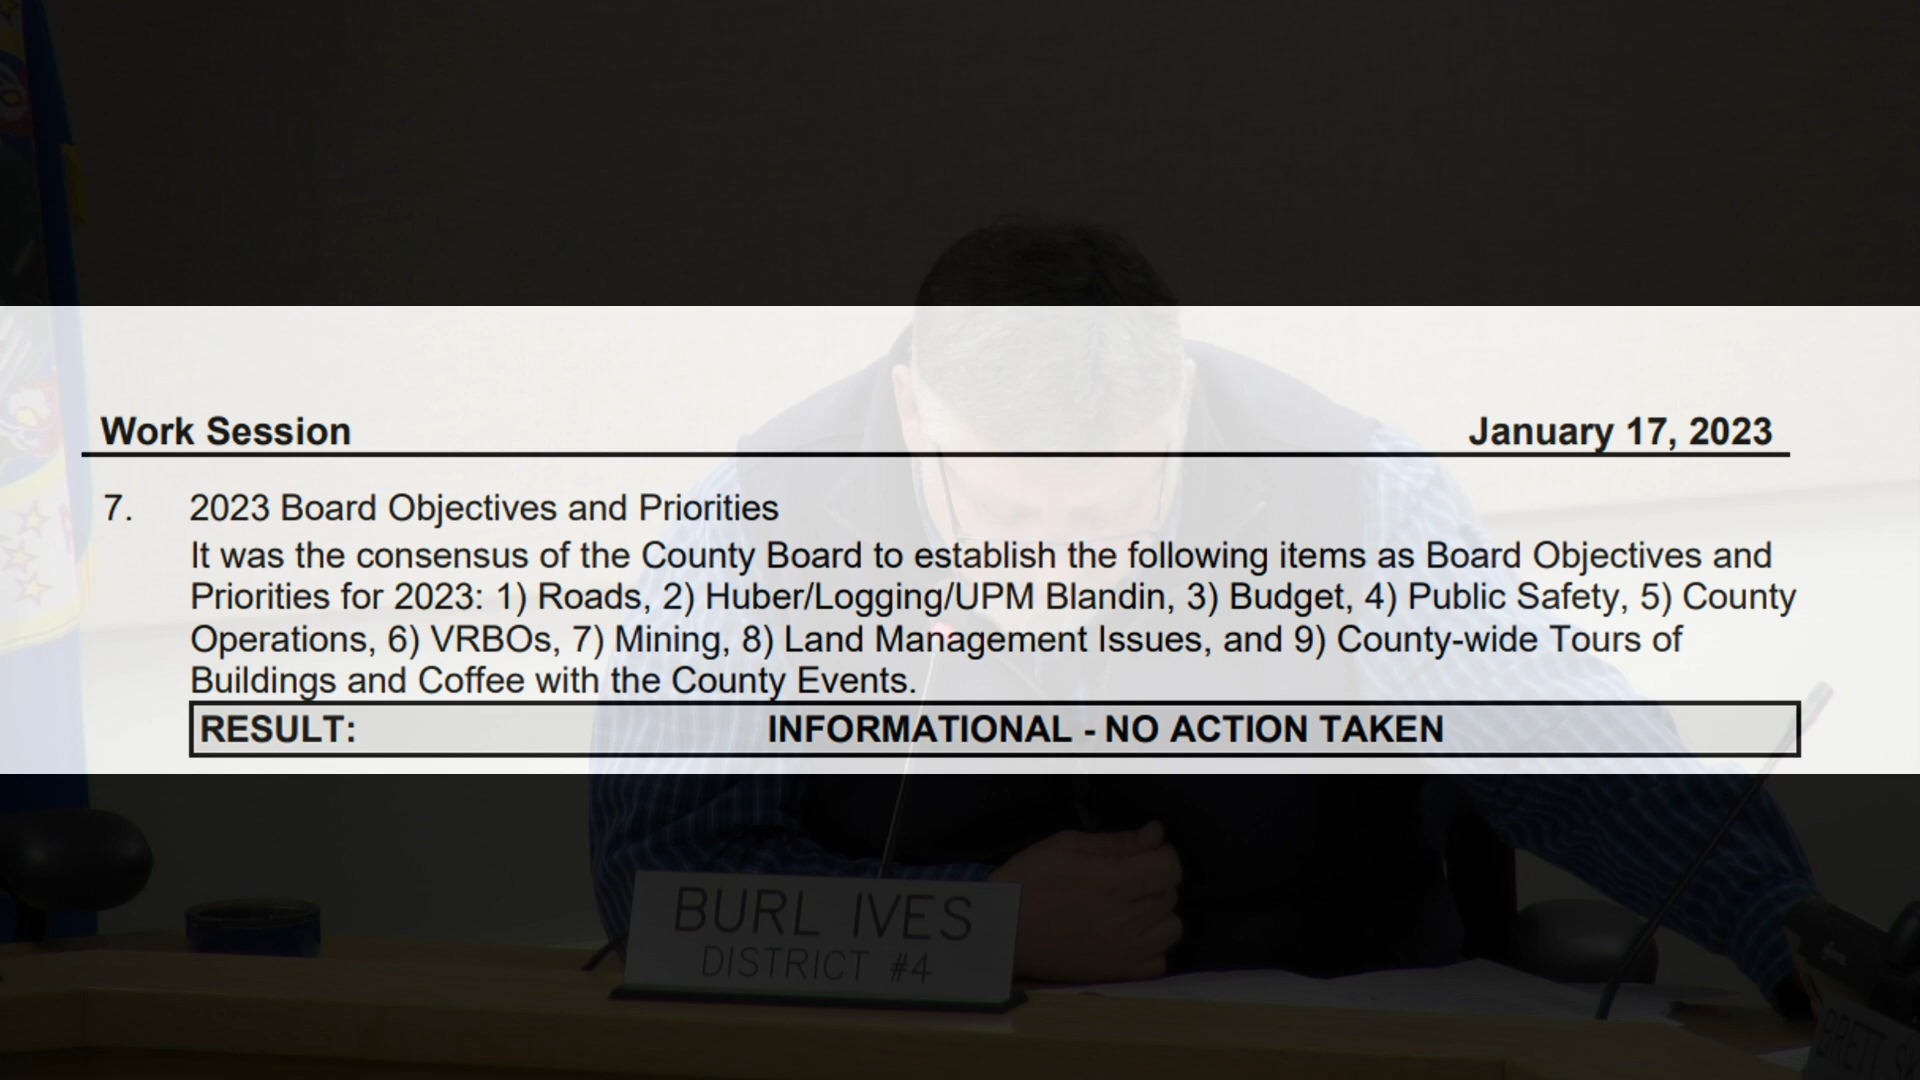 Work Session January 17, 2023
7. 2023 Board Objectives and Priorities
It was the consensus of the County Board to establish the following items as Board Objectives and
Priorities for 2023: 1) Roads, 2) Huber/Logging/UPM Blandin, 3) Budget, 4) Public Safety, 5) County
Operations, 6) VRBOs, 7) Mining, 8) Land Management Issues, and 9) County-wide Tours of
Buildings and Coffee with the County Events.
RESULT: INFORMATIONAL - NO ACTION TAKEN
BURL IVES
DISTRICT #4
BRETT